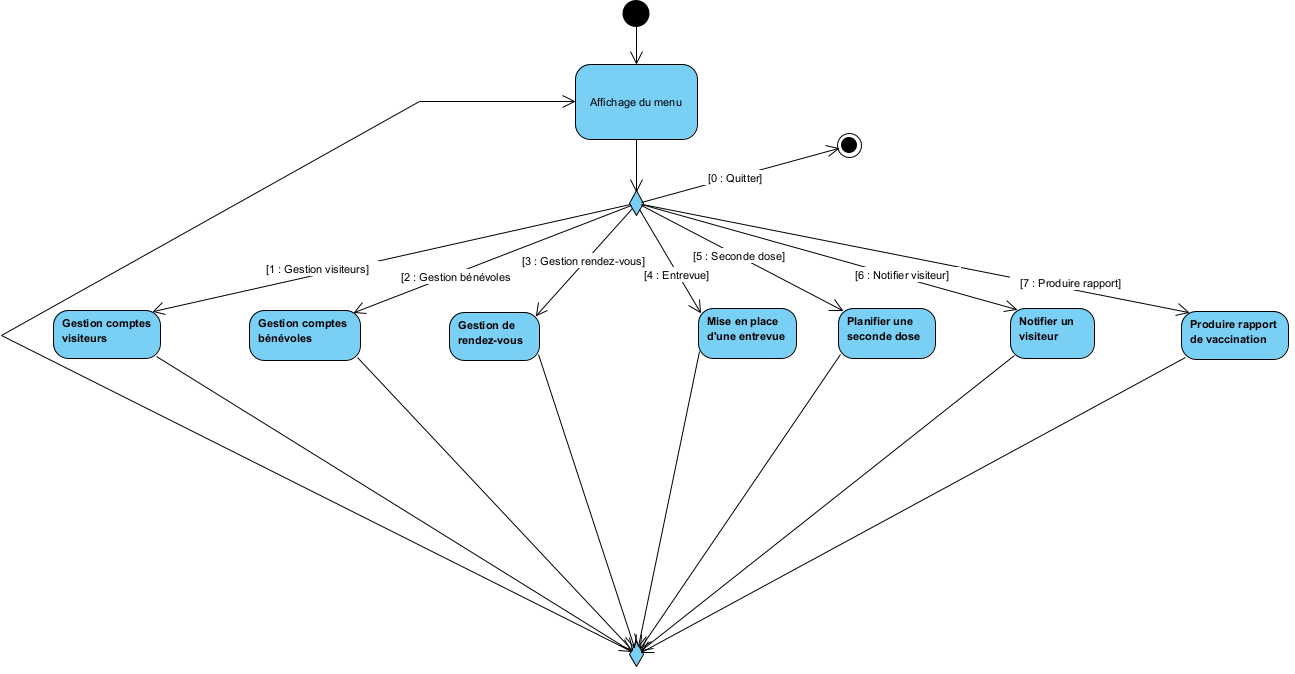 Affichage du menu
[0 : Quitter]
[1 : Gestion visiteurs]
[2 : Gestion bénévoles
[3 : Gestion rendez-vous]
[4 : Entrevue]
[5 : Seconde dose]
[6 : Notifier visiteur]
[7 : Produire rapport]
Gestion comptes
visiteurs
Gestion comptes
bénévoles
Gestion de
rendez-vous
Mise en place
d'une entrevue
Planifier une
seconde dose
Notifier un
visiteur
Produire rapport
de vaccination